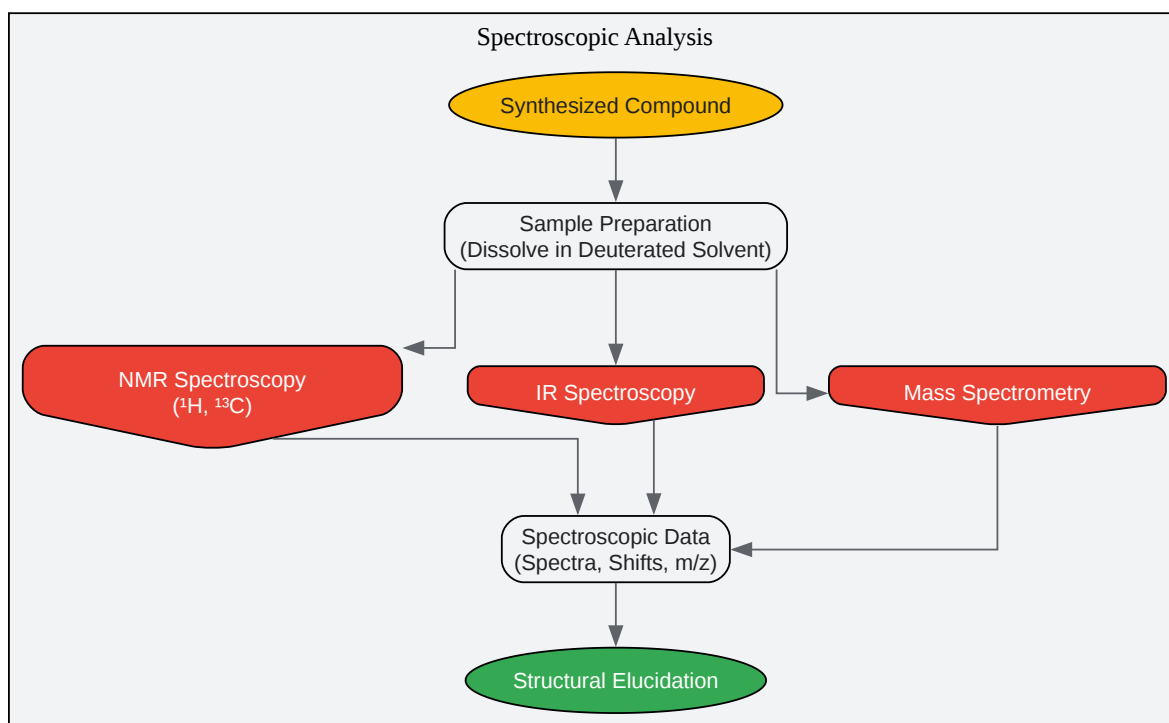 Spectroscopic Analysis
Synthesized Compound
Sample Preparation
(Dissolve in Deuterated Solvent)
NMR Spectroscopy
(¹H, ¹³C)
IR Spectroscopy
Mass Spectrometry
Spectroscopic Data
(Spectra, Shifts, m/z)
Structural Elucidation